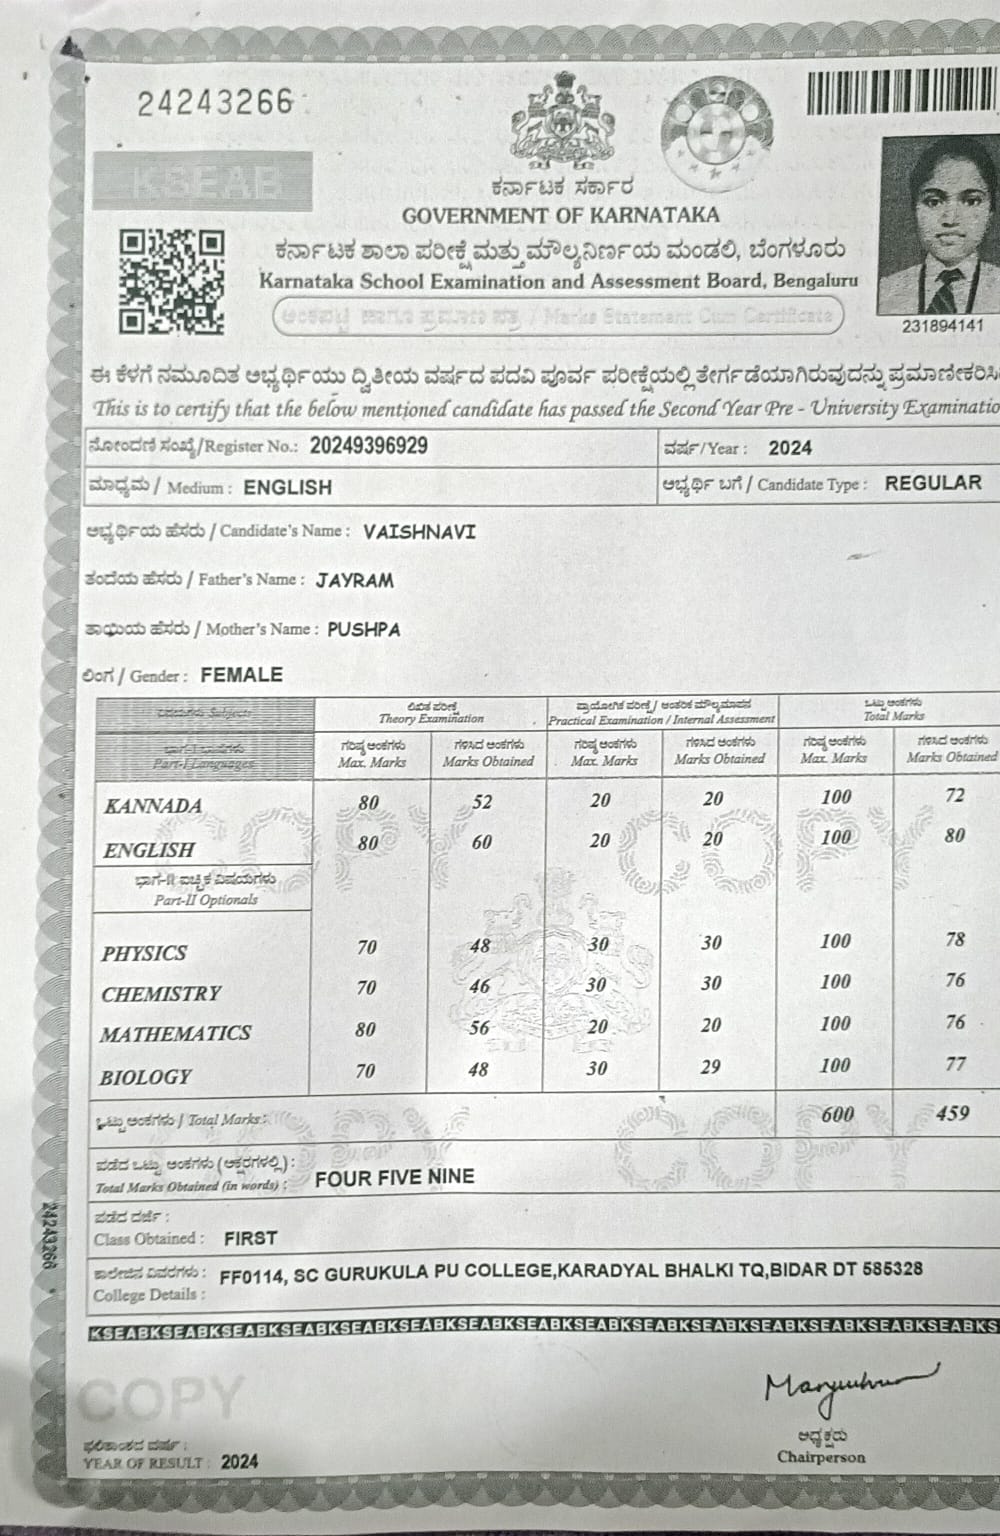 24243266
KSEAB
ಕರ್ನಾಟಕ ಸರ್ಕಾರ
GOVERNMENT OF KARNATAKA
ಕರ್ನಾಟಕ ಶಾಲಾ ಪರೀಕ್ಷೆ ಮತ್ತು ಮೌಲ್ಯನಿರ್ಣಯ ಮಂಡಲಿ, ಬೆಂಗಳೂರು
Karnataka School Examination and Assessment Board, Bengaluru
ಅಂಕಪಟ್ಟಿ ಹಾಗೂ ಪ್ರಮಾಣ ಪತ್ರ / Marks Statement Cum Certificate
231894141
ಈ ಕೆಳಗೆ ನಮೂದಿತ ಅಭ್ಯರ್ಥಿಯು ದ್ವಿತೀಯ ವರ್ಷದ ಪದವಿ ಪೂರ್ವ ಪರೀಕ್ಷೆಯಲ್ಲಿ ತೇರ್ಗಡೆಯಾಗಿರುವುದನ್ನು ಪ್ರಮಾಣೀಕರಿಸಿ
This is to certify that the below mentioned candidate has passed the Second Year Pre - University Examinatio
ನೋಂದಣಿ ಸಂಖ್ಯೆ/Register No.: 20249396929 ವರ್ಷ/Year : 2024
ಮಾಧ್ಯಮ / Medium : ENGLISH ಅಭ್ಯರ್ಥಿ ಬಗೆ / Candidate Type : REGULAR
ಅಭ್ಯರ್ಥಿಯ ಹೆಸರು / Candidate's Name : VAISHNAVI
ತಂದೆಯ ಹೆಸರು / Father's Name : JAYRAM
ತಾಯಿಯ ಹೆಸರು / Mother's Name : PUSHPA
ಲಿಂಗ / Gender : FEMALE
ವಿಷಯಗಳು Subjects ಲಿಖಿತ ಪರೀಕ್ಷೆ ಪ್ರಾಯೋಗಿಕ ಪರೀಕ್ಷೆ / ಆಂತರಿಕ ಮೌಲ್ಯಮಾಪನ ಒಟ್ಟು ಅಂಕಗಳು
Theory Examination Practical Examination / Internal Assessment Total Marks
ಭಾಗ-I ಭಾಷೆಗಳು ಗರಿಷ್ಠ ಅಂಕಗಳು ಗಳಿಸಿದ ಅಂಕಗಳು ಗರಿಷ್ಠ ಅಂಕಗಳು ಗಳಿಸಿದ ಅಂಕಗಳು ಗರಿಷ್ಠ ಅಂಕಗಳು ಗಳಿಸಿದ ಅಂಕಗಳು
Part-I Languages Max. Marks Marks Obtained Max. Marks Marks Obtained Max. Marks Marks Obtained
KANNADA 80 52 20 20 100 72
ENGLISH 80 60 20 20 100 80
ಭಾಗ-II ಐಚ್ಛಿಕ ವಿಷಯಗಳು
Part-II Optionals
PHYSICS 70 48 30 30 100 78
CHEMISTRY 70 46 30 30 100 76
MATHEMATICS 80 56 20 20 100 76
BIOLOGY 70 48 30 29 100 77
ಒಟ್ಟು ಅಂಕಗಳು / Total Marks : 600 459
ಪಡೆದ ಒಟ್ಟು ಅಂಕಗಳು (ಅಕ್ಷರಗಳಲ್ಲಿ) :
Total Marks Obtained (in words) : FOUR FIVE NINE
ಪಡೆದ ದರ್ಜೆ :
Class Obtained : FIRST
ಕಾಲೇಜಿನ ವಿವರಗಳು : FF0114, SC GURUKULA PU COLLEGE,KARADYAL BHALKI TQ,BIDAR DT 585328
College Details :
24243266
KSEABKSEABKSEABKSEABKSEABKSEABKSEABKSEABKSEABKSEABKSEABKSEABKSEABKSEABKSEABKS
COPY
ಫಲಿತಾಂಶದ ವರ್ಷ :
YEAR OF RESULT : 2024
ಅಧ್ಯಕ್ಷರು
Chairperson